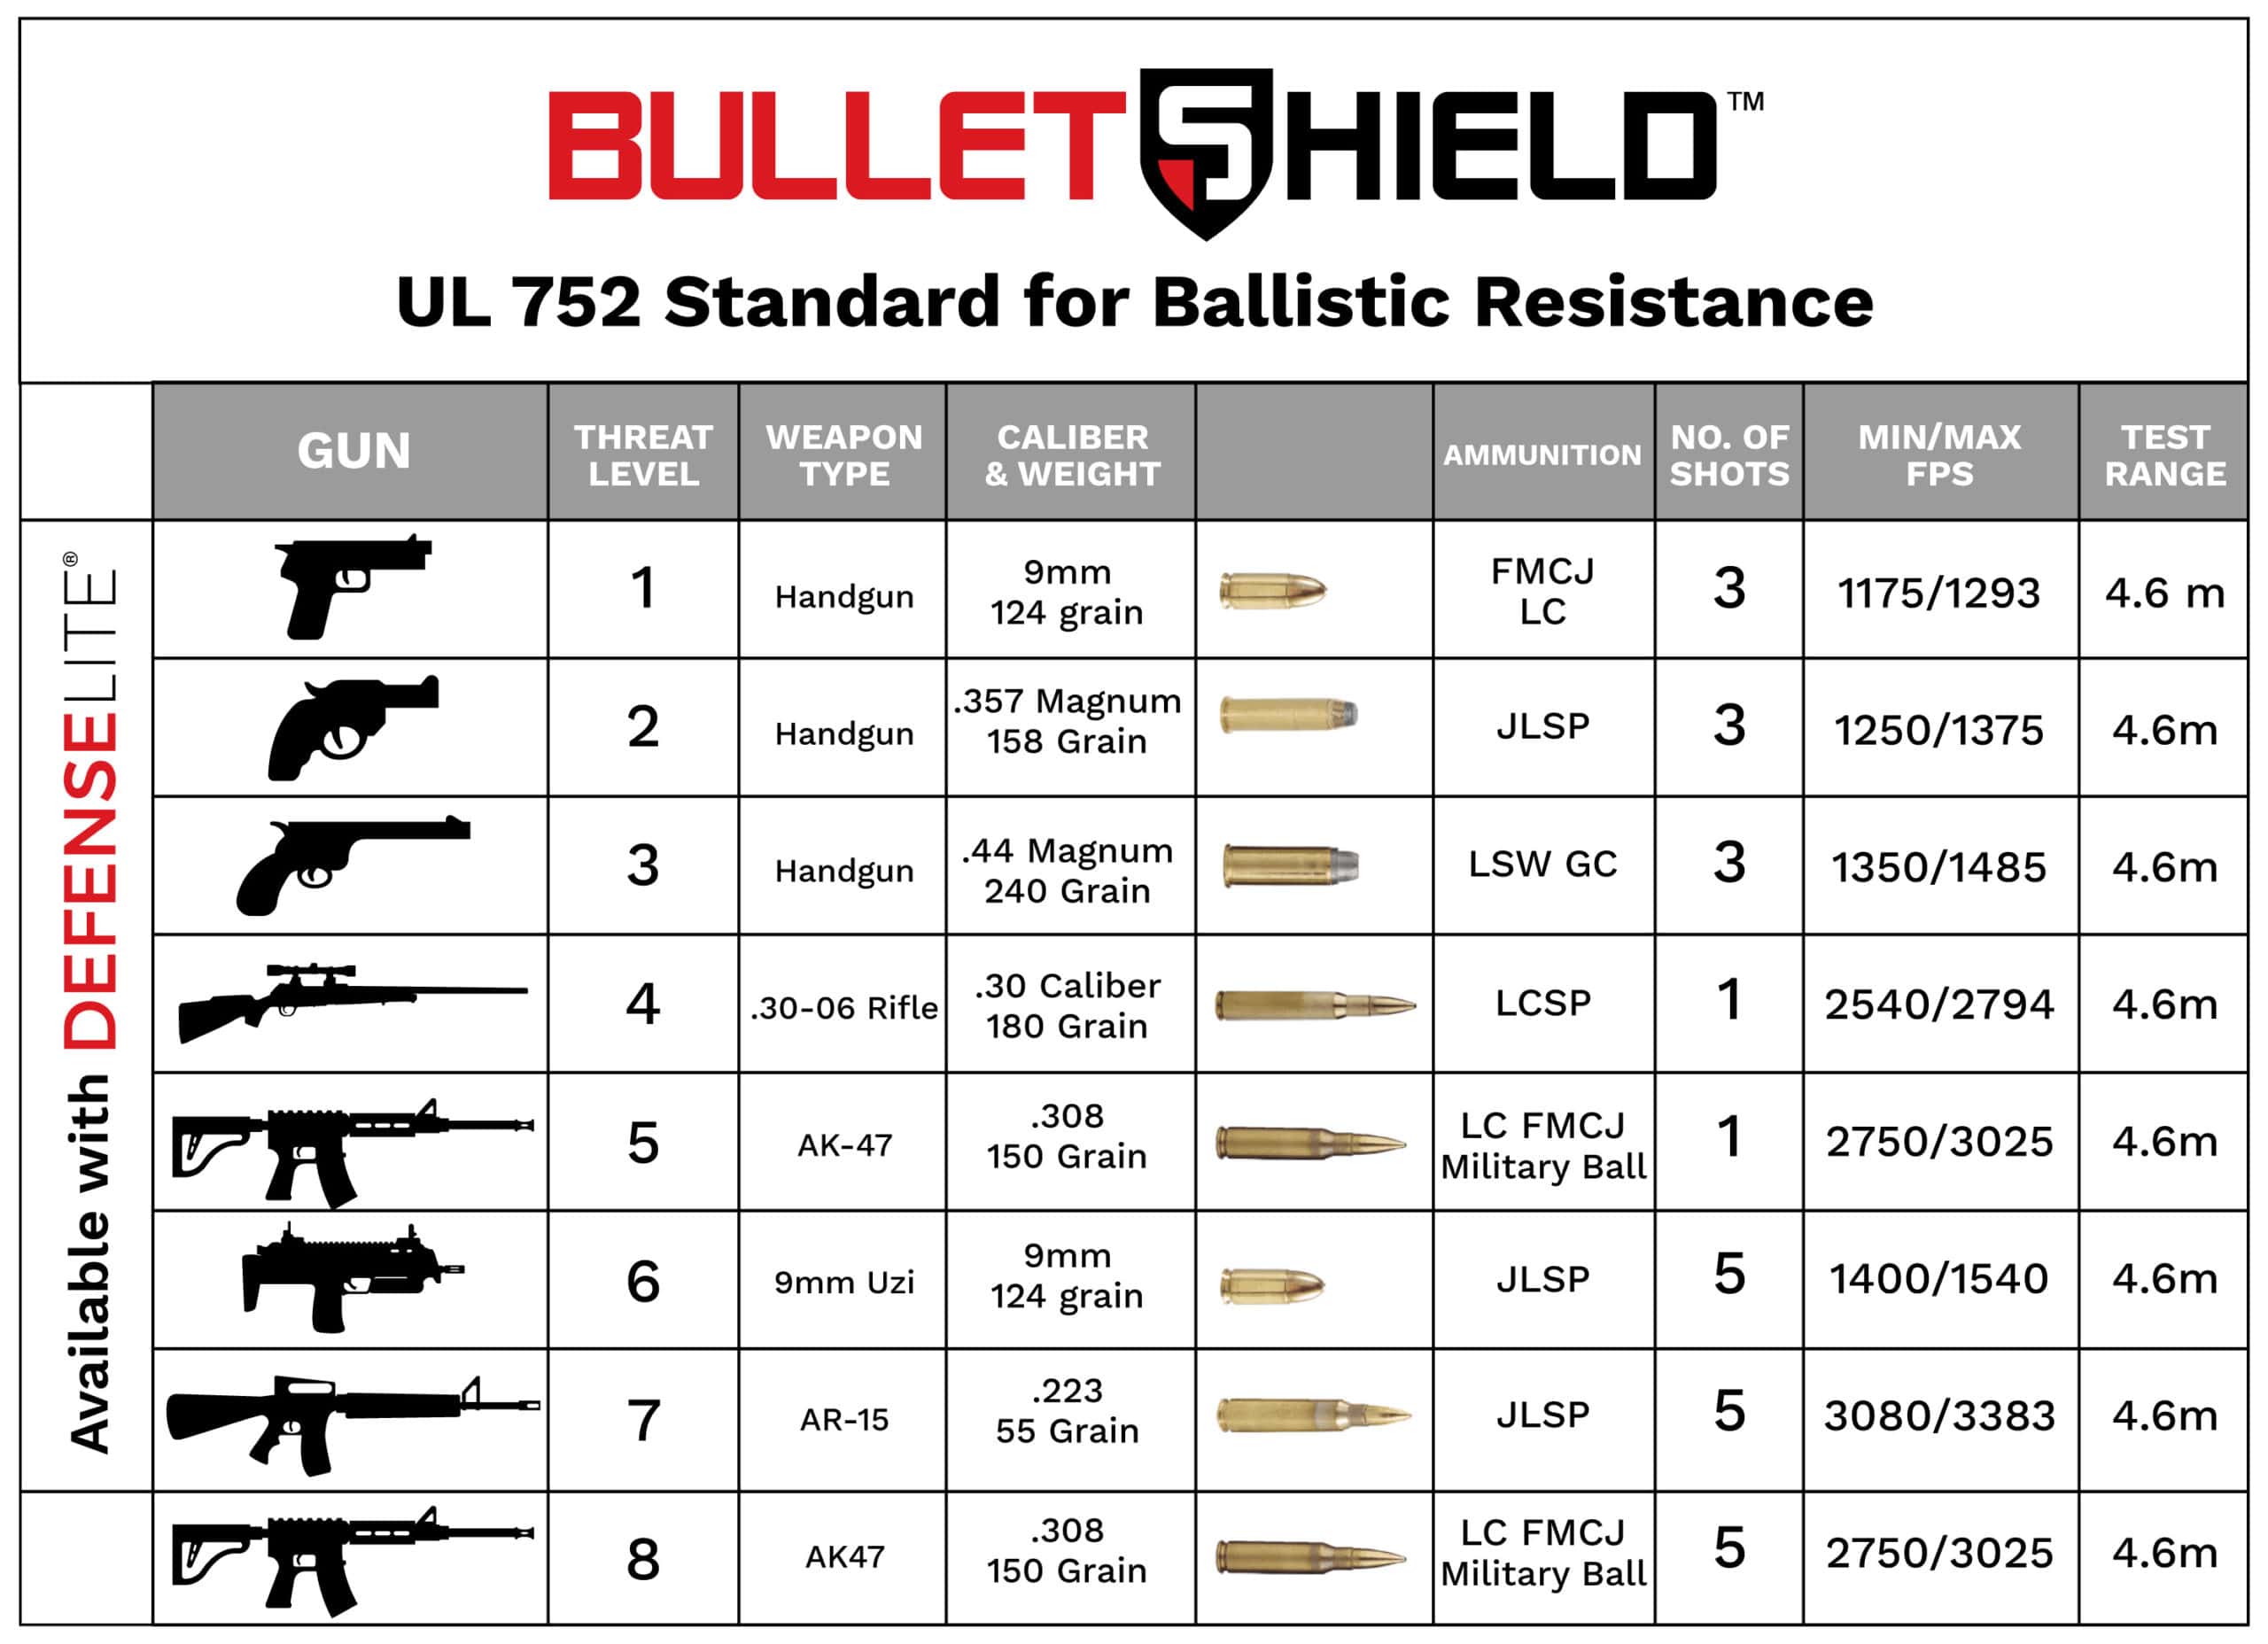 BULLETSHIELD™
UL 752 Standard for Ballistic Resistance
GUN
THREAT
LEVEL
WEAPON
TYPE
CALIBER
& WEIGHT
AMMUNITION
NO. OF
SHOTS
MIN/MAX
FPS
TEST
RANGE
Available with DEFENSELITE®
1
Handgun
9mm
124 grain
FMCJ
LC
3
1175/1293
4.6 m
2
Handgun
.357 Magnum
158 Grain
JLSP
3
1250/1375
4.6m
3
Handgun
.44 Magnum
240 Grain
LSW GC
3
1350/1485
4.6m
4
.30-06 Rifle
.30 Caliber
180 Grain
LCSP
1
2540/2794
4.6m
5
AK-47
.308
150 Grain
LC FMCJ
Military Ball
1
2750/3025
4.6m
6
9mm Uzi
9mm
124 grain
JLSP
5
1400/1540
4.6m
7
AR-15
.223
55 Grain
JLSP
5
3080/3383
4.6m
8
AK47
.308
150 Grain
LC FMCJ
Military Ball
5
2750/3025
4.6m